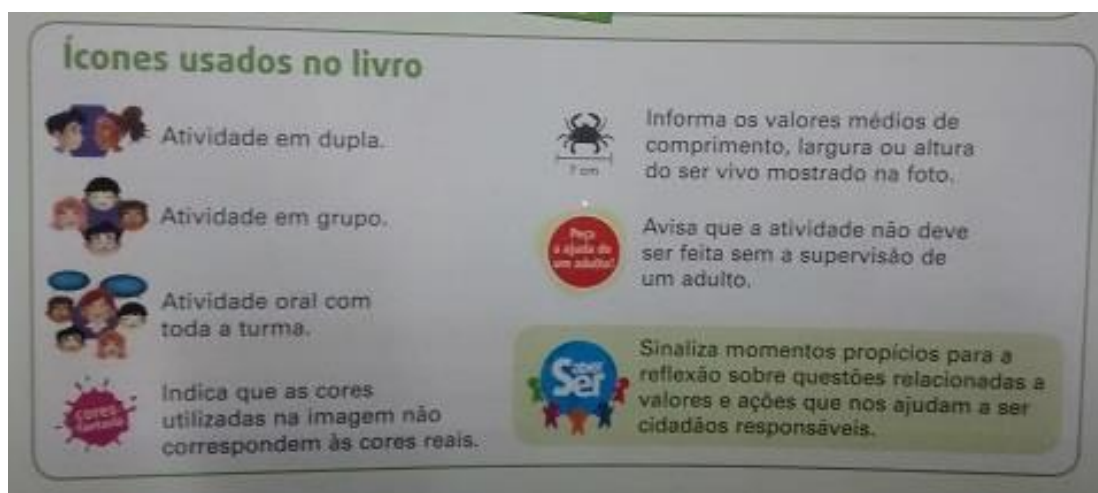 Ícones usados no livro
Atividade em dupla.
Atividade em grupo.
Atividade oral com
toda a turma.
Cores
fantasia
Indica que as cores
utilizadas na imagem não
correspondem às cores reais.
7 cm
Informa os valores médios de
comprimento, largura ou altura
do ser vivo mostrado na foto.
Peça
a ajuda de
um adulto!
Avisa que a atividade não deve
ser feita sem a supervisão de
um adulto.
Saber
Ser
Sinaliza momentos propícios para a
reflexão sobre questões relacionadas a
valores e ações que nos ajudam a ser
cidadãos responsáveis.